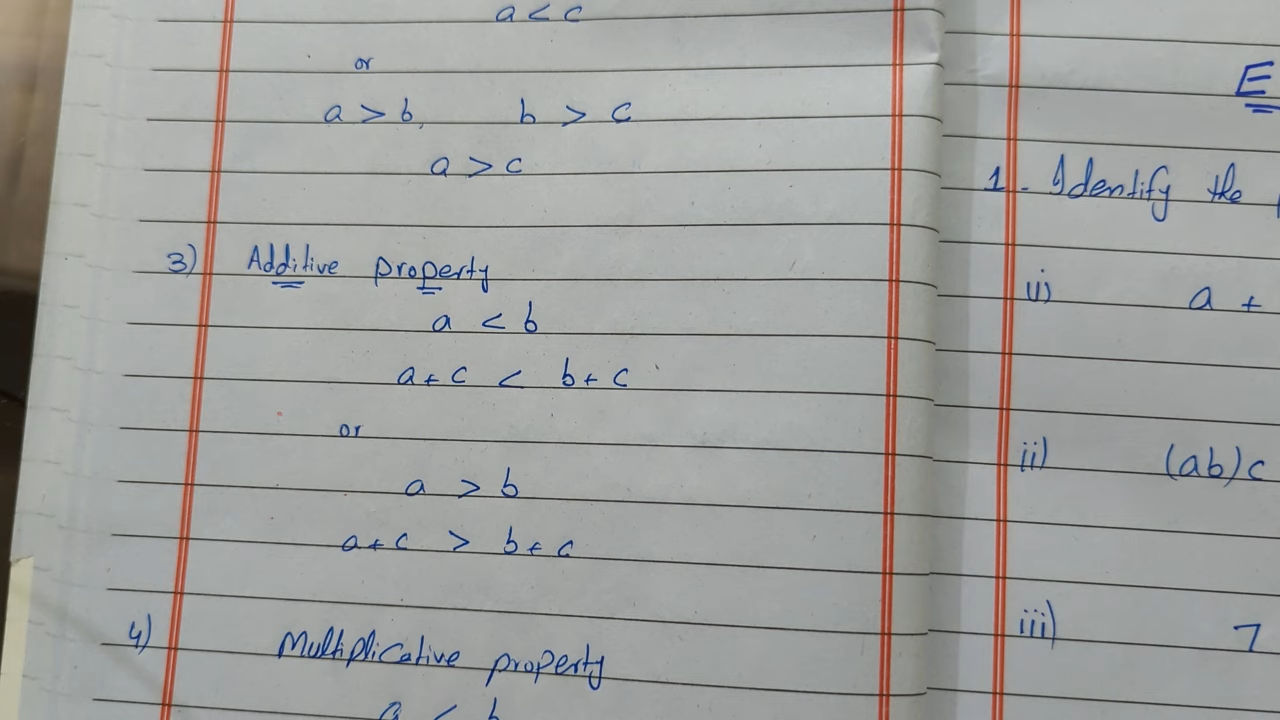 a < c
or
a > b, b > c
a > c
3) Additive property
a < b
a + c < b + c
or
a > b
a + c > b + c
4) Multiplicative property
a < b
E
1. Identify the
i) a +
ii) (ab)c
iii) 7